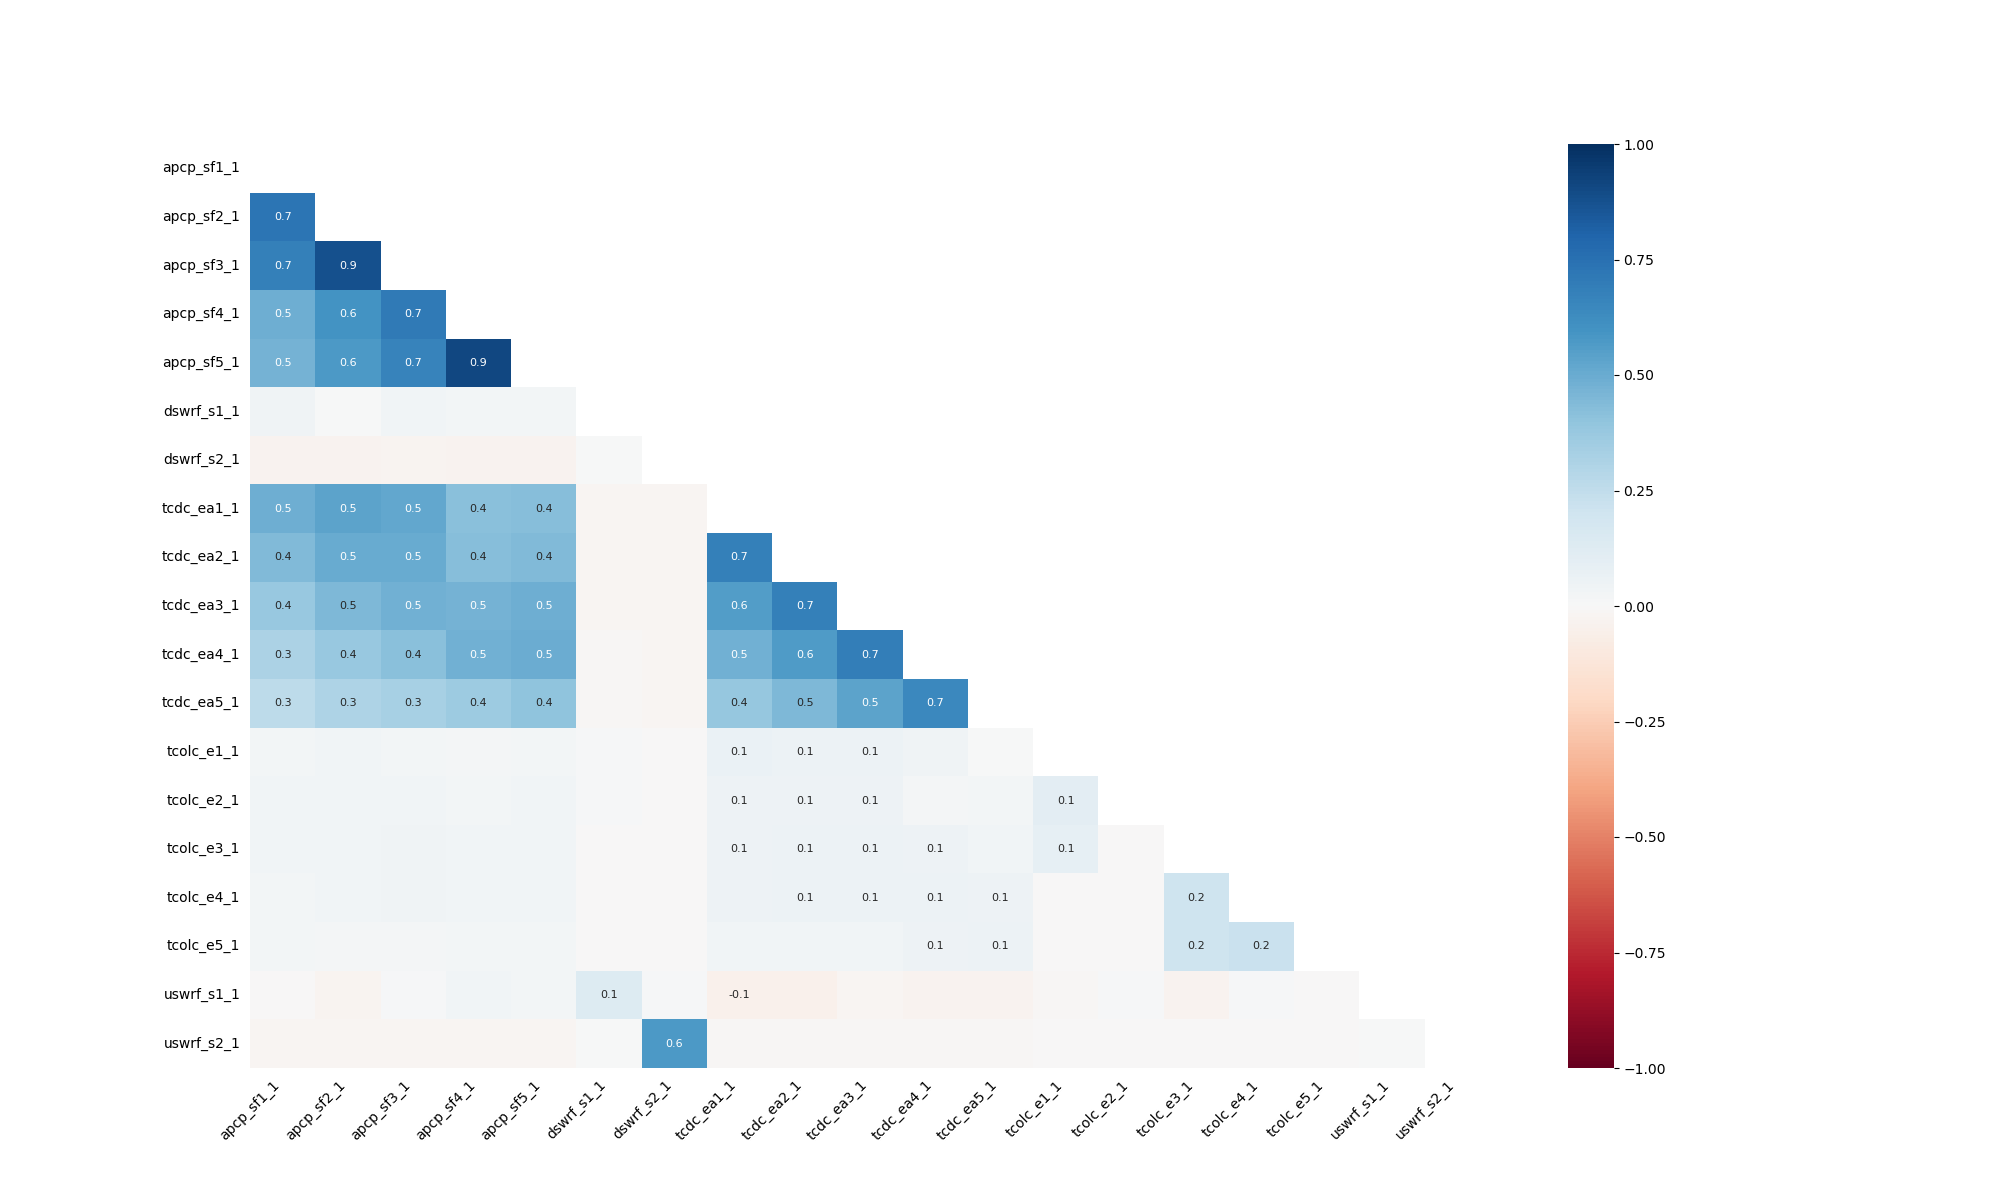 1.00
apcp_sf1_1
apcp_sf2_1 0.7
apcp_sf3_1 0.7 0.9
0.75
apcp_sf4_1 0.5 0.6 0.7
apcp_sf5_1 0.5 0.6 0.7 0.9
0.50
dswrf_s1_1
dswrf_s2_1
0.25
tcdc_ea1_1 0.5 0.5 0.5 0.4 0.4
tcdc_ea2_1 0.4 0.5 0.5 0.4 0.4 0.7
tcdc_ea3_1 0.4 0.5 0.5 0.5 0.5 0.6 0.7
0.00
tcdc_ea4_1 0.3 0.4 0.4 0.5 0.5 0.5 0.6 0.7
tcdc_ea5_1 0.3 0.3 0.3 0.4 0.4 0.4 0.5 0.5 0.7
−0.25
tcolc_e1_1 0.1 0.1 0.1
tcolc_e2_1 0.1 0.1 0.1 0.1
−0.50
tcolc_e3_1 0.1 0.1 0.1 0.1 0.1
tcolc_e4_1 0.1 0.1 0.1 0.1 0.2
tcolc_e5_1 0.1 0.1 0.2 0.2
−0.75
uswrf_s1_1 0.1 -0.1
uswrf_s2_1 0.6
−1.00
apcp_sf1_1
apcp_sf2_1
apcp_sf3_1
apcp_sf4_1
apcp_sf5_1
dswrf_s1_1
dswrf_s2_1
tcdc_ea1_1
tcdc_ea2_1
tcdc_ea3_1
tcdc_ea4_1
tcdc_ea5_1
tcolc_e1_1
tcolc_e2_1
tcolc_e3_1
tcolc_e4_1
tcolc_e5_1
uswrf_s1_1
uswrf_s2_1